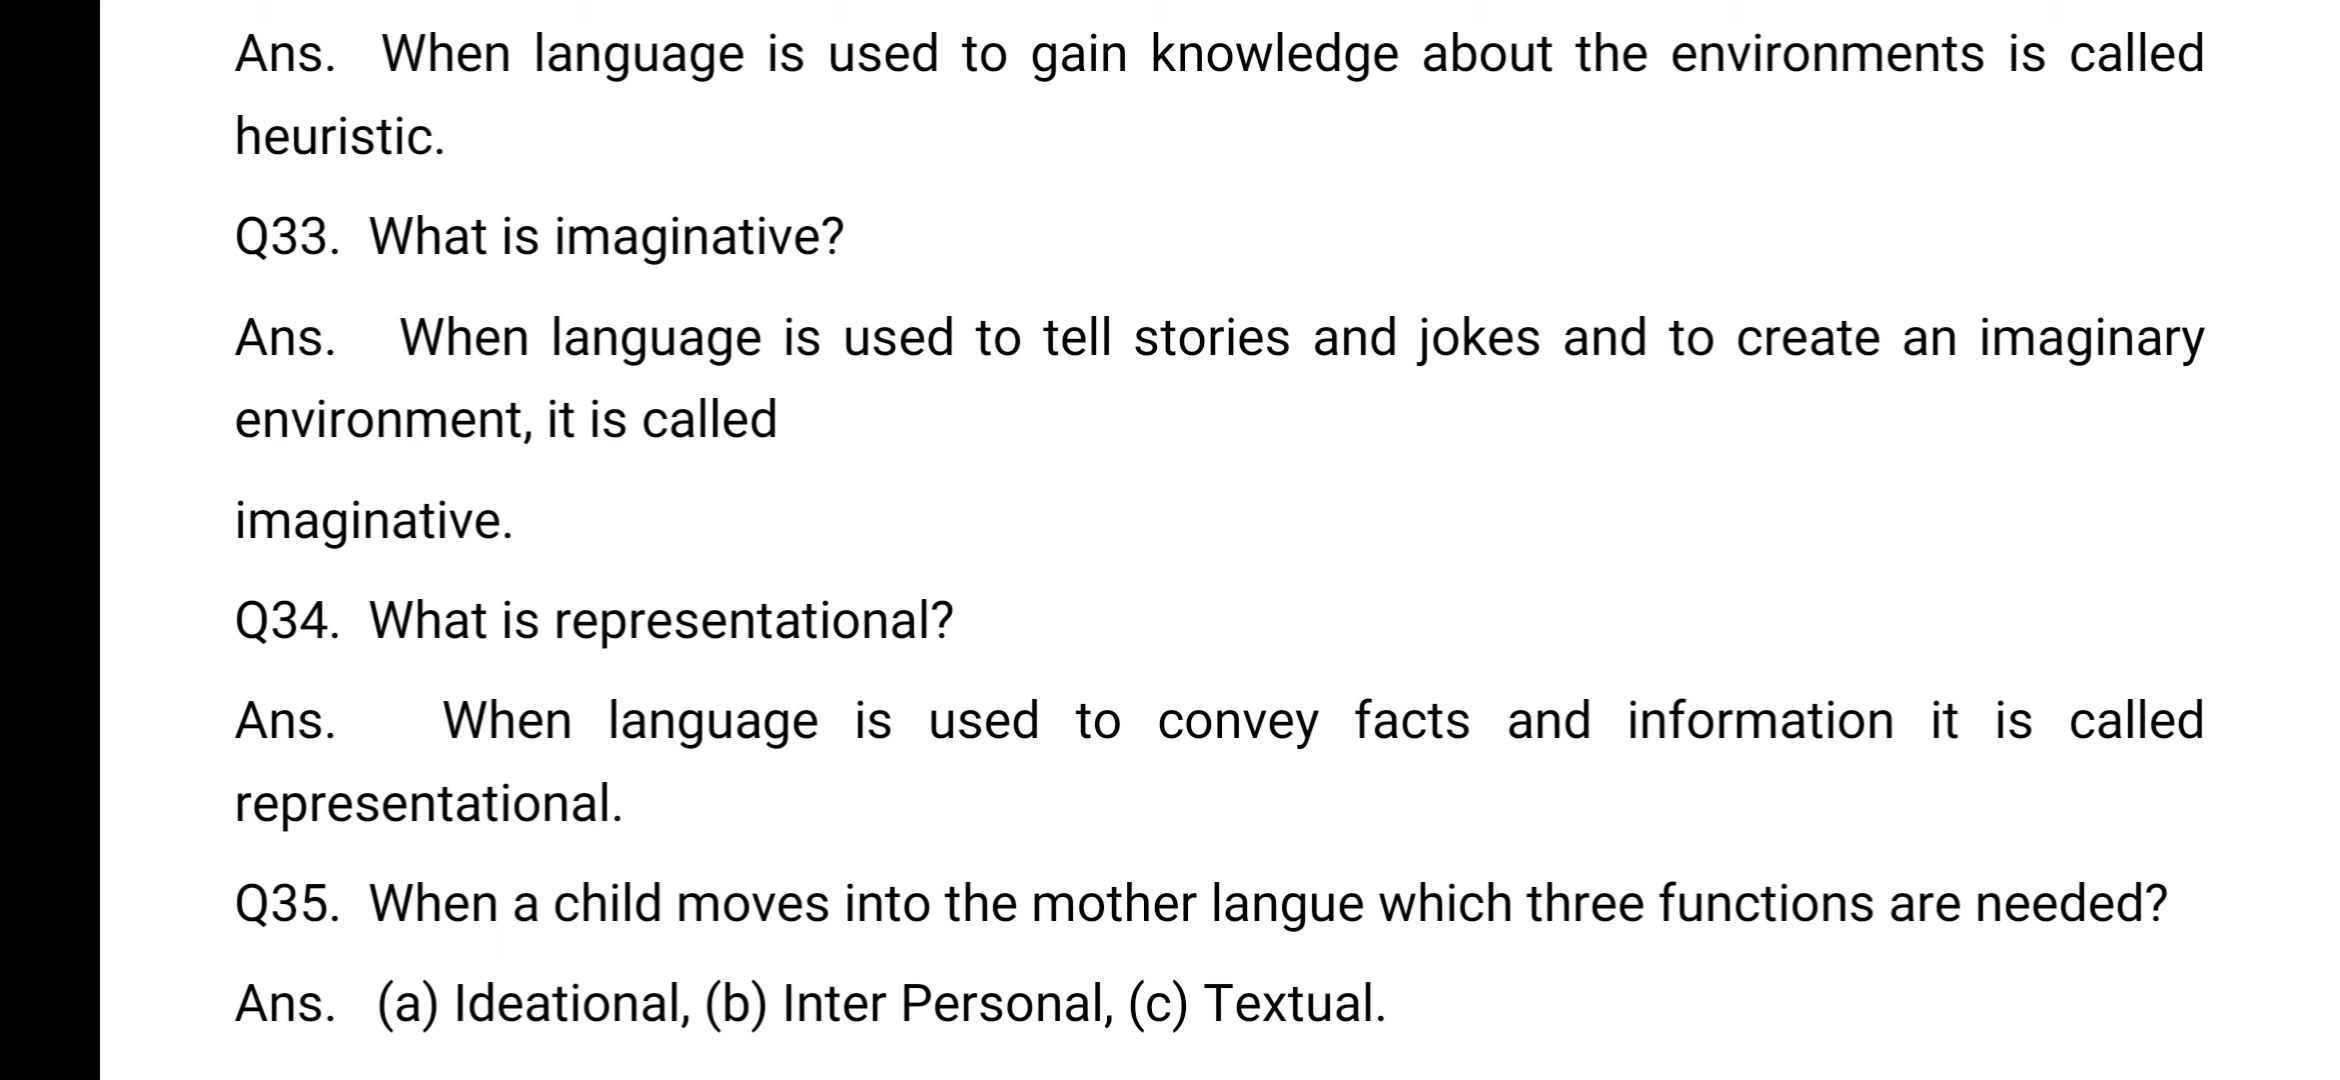 Ans. When language is used to gain knowledge about the environments is called
heuristic.
Q33. What is imaginative?
Ans. When language is used to tell stories and jokes and to create an imaginary
environment, it is called
imaginative.
Q34. What is representational?
Ans. When language is used to convey facts and information it is called
representational.
Q35. When a child moves into the mother langue which three functions are needed?
Ans. (a) Ideational, (b) Inter Personal, (c) Textual.